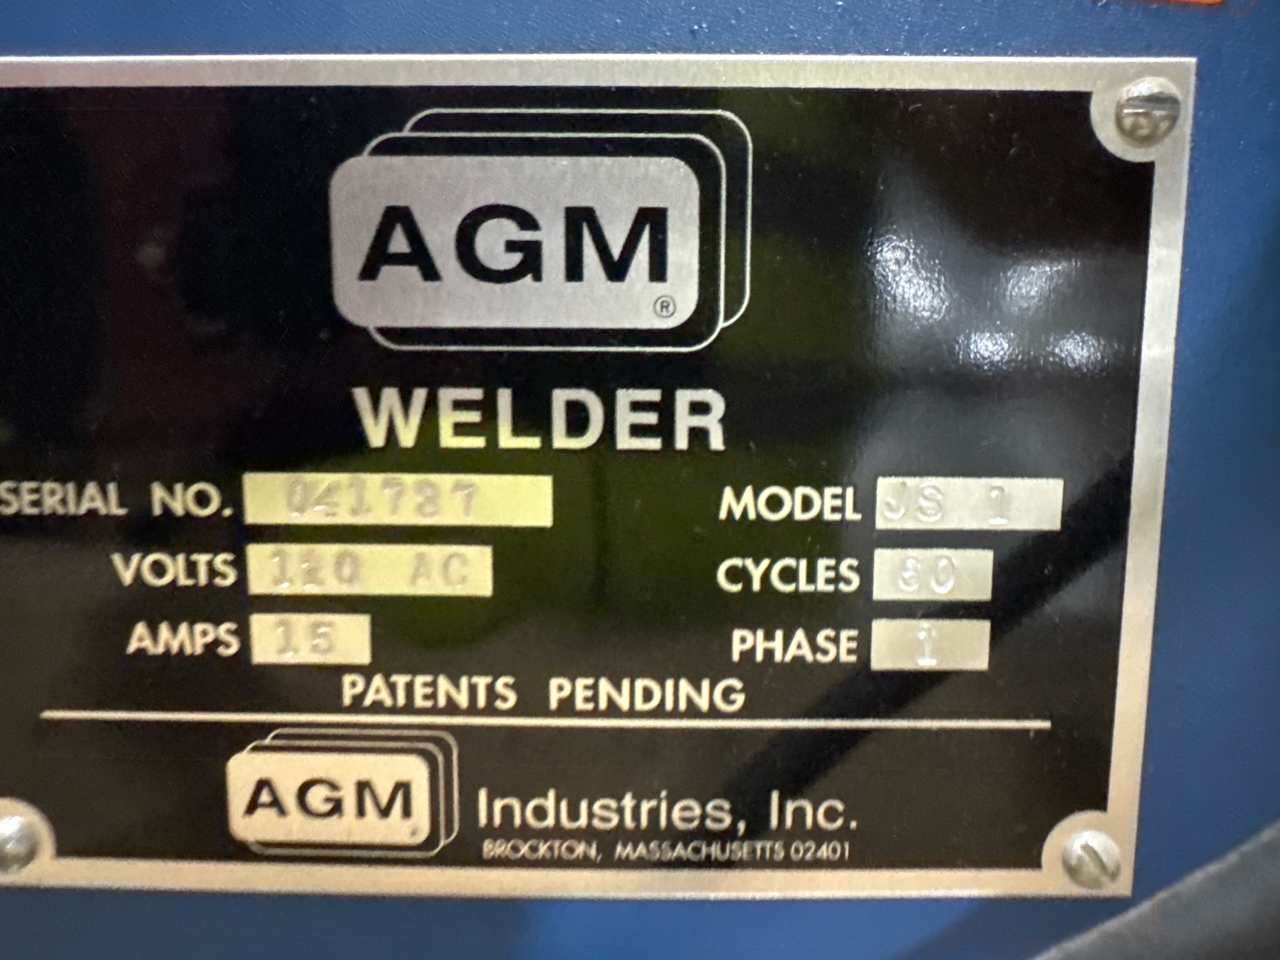 AGM ®
WELDER
SERIAL NO. 041787 MODEL JS 1
VOLTS 120 AC CYCLES 60
AMPS 15 PHASE 1
PATENTS PENDING
AGM Industries, Inc.
BROCKTON, MASSACHUSETTS 02401